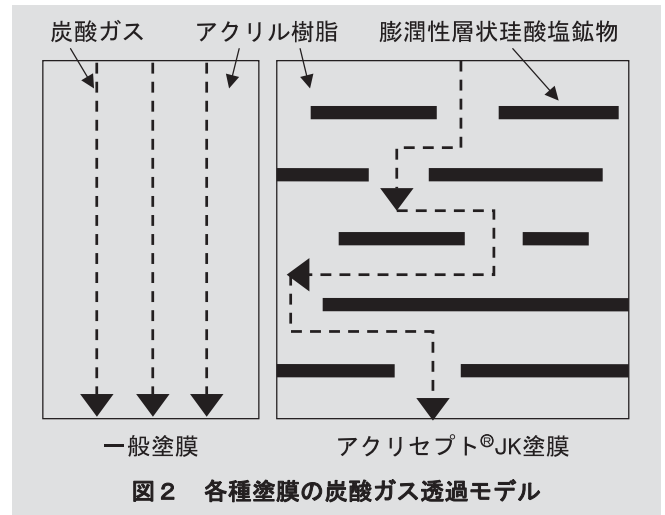 炭酸ガス アクリル樹脂 膨潤性層状珪酸塩鉱物
一般塗膜 アクリセプト®JK塗膜
図2 各種塗膜の炭酸ガス透過モデル